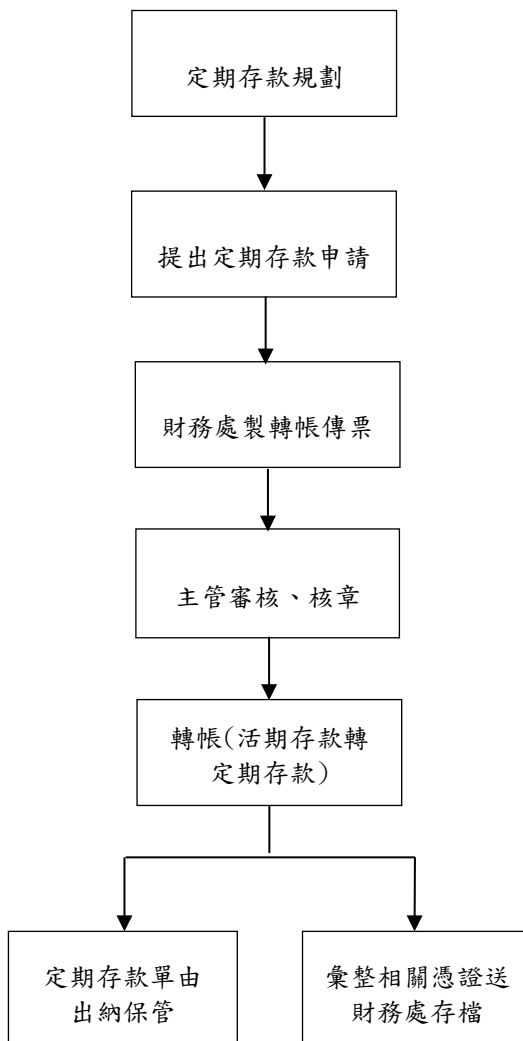 定期存款規劃
提出定期存款申請
財務處製轉帳傳票
主管審核、核章
轉帳(活期存款轉
定期存款)
定期存款單由
出納保管
彙整相關憑證送
財務處存檔